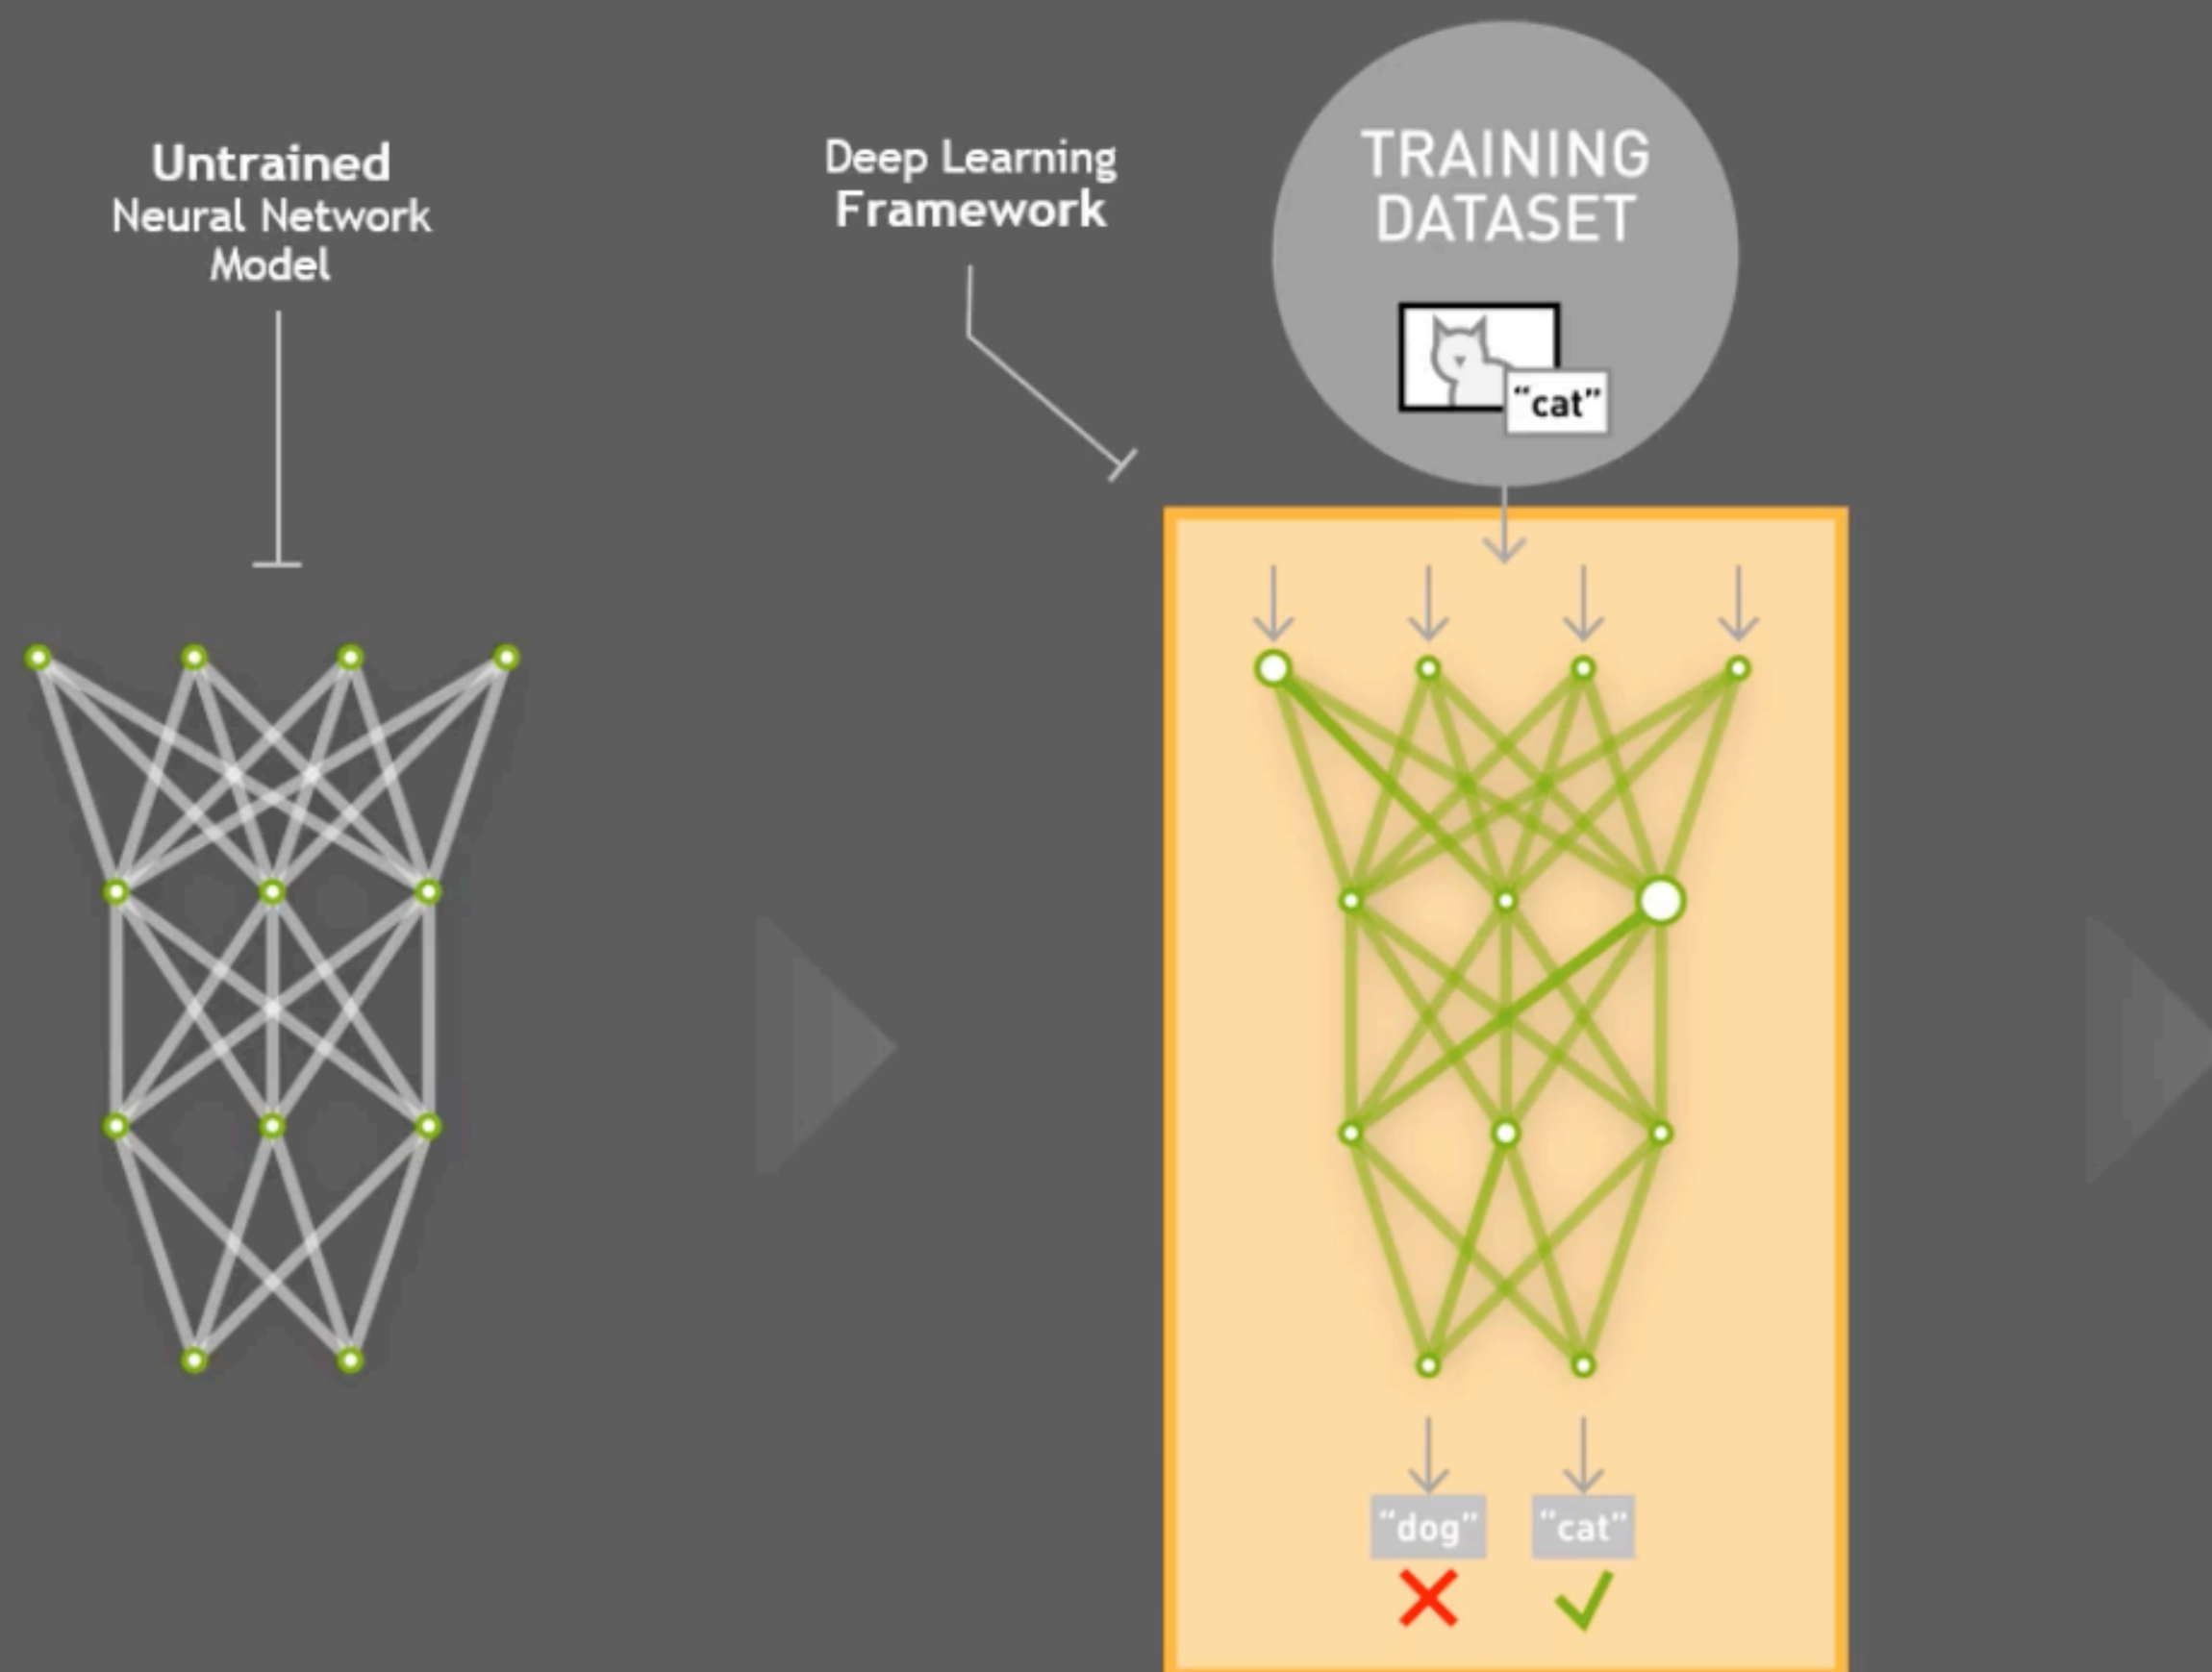 Untrained
Neural Network
Model
Deep Learning
Framework
TRAINING
DATASET
“cat”
“dog”
“cat”